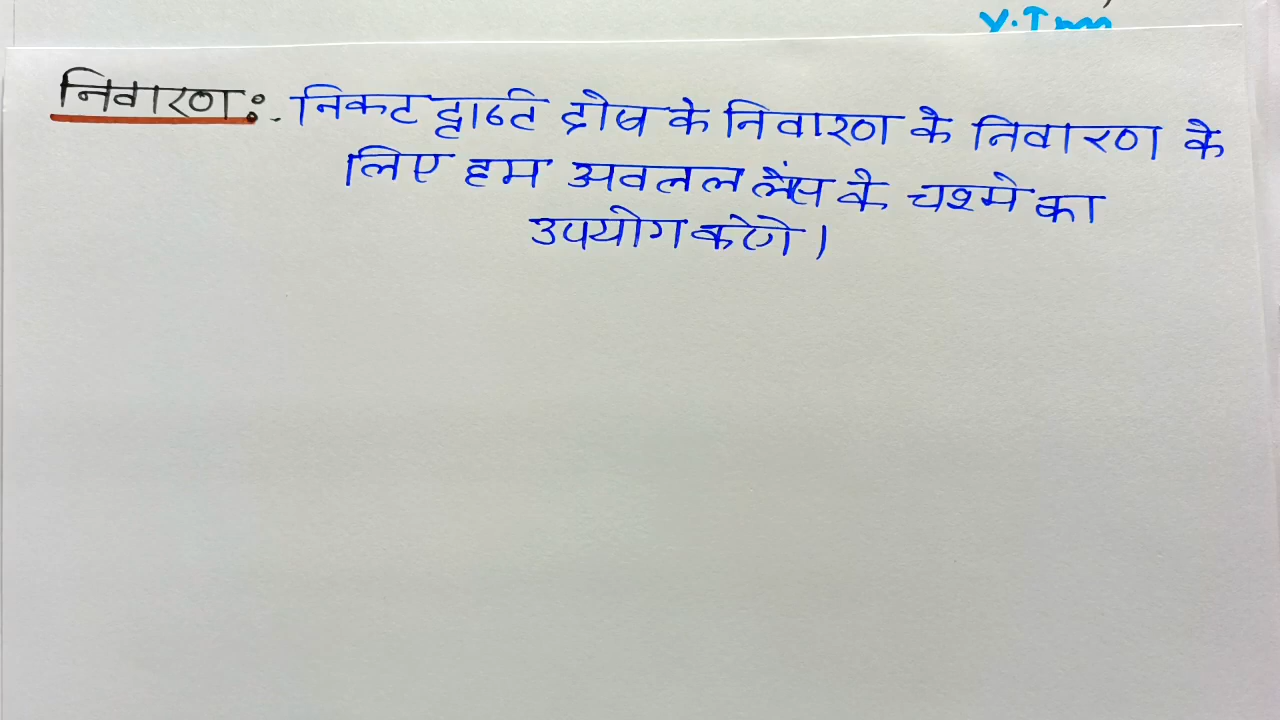 निवारण:- निकट दृष्टि दोष के निवारण के निवारण के
लिए हम अवतल लेंस के चश्मे का
उपयोग करेंगे।